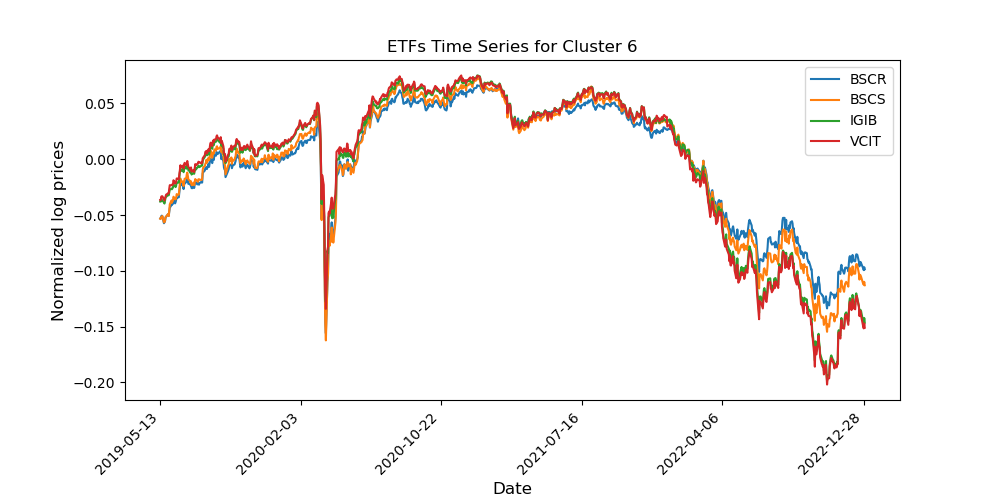 ETFs Time Series for Cluster 6
BSCR
BSCS
IGIB
VCIT
Normalized log prices
0.05
0.00
−0.05
−0.10
−0.15
−0.20
2019-05-13
2020-02-03
2020-10-22
2021-07-16
2022-04-06
2022-12-28
Date